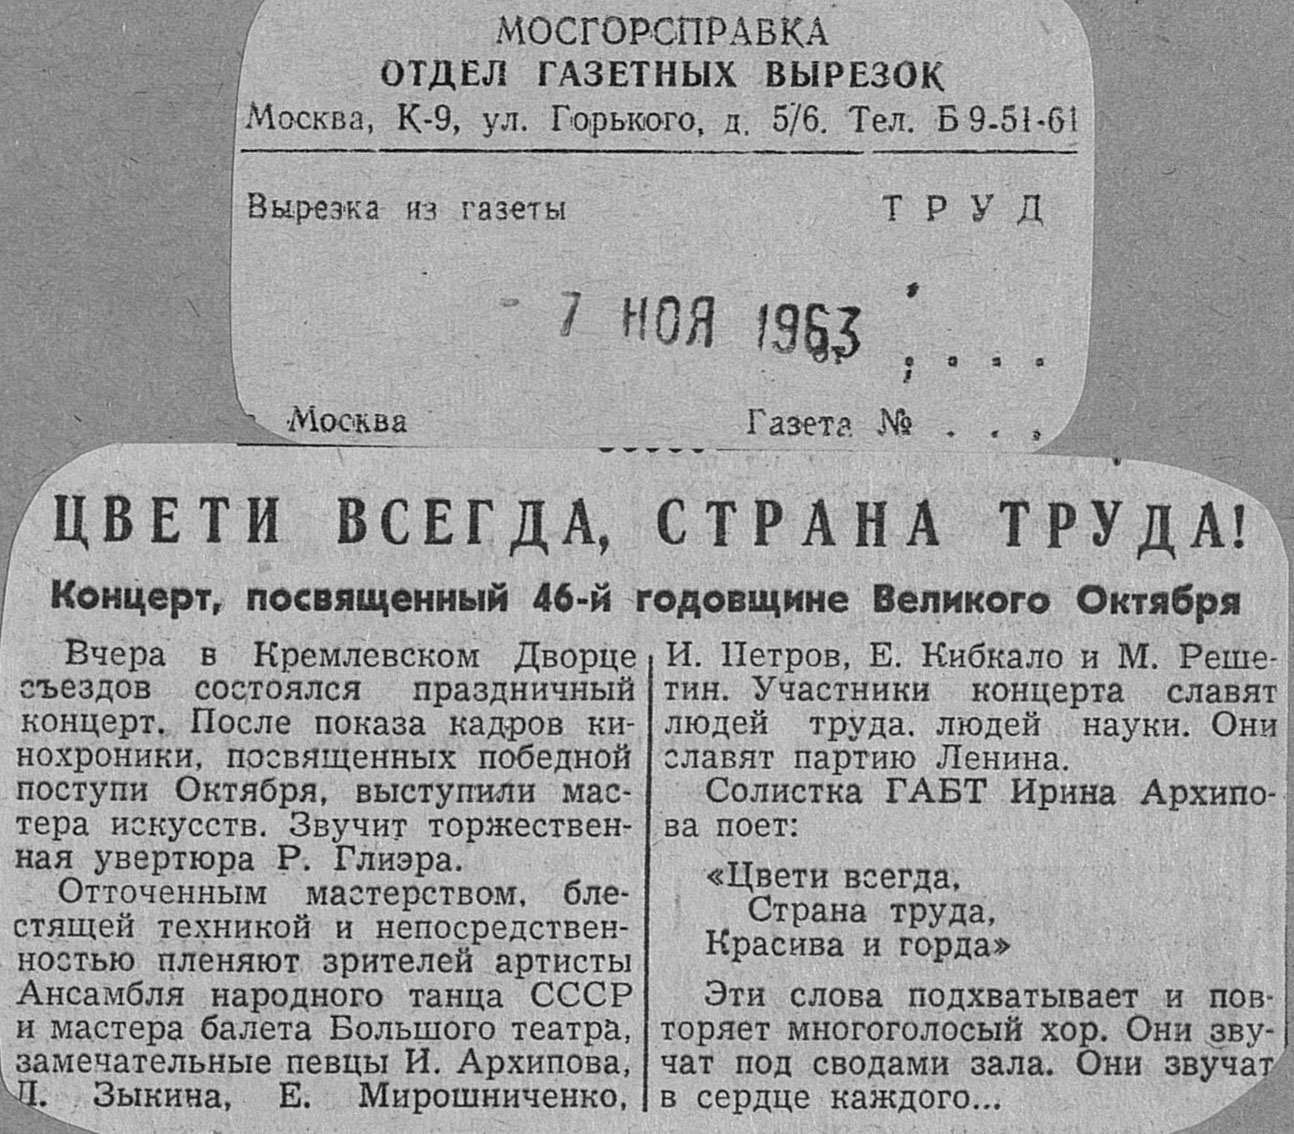 МОСГОРСПРАВКА
ОТДЕЛ ГАЗЕТНЫХ ВЫРЕЗОК
Москва, К-9, ул. Горького, д. 5/6. Тел. Б 9-51-61
Вырезка из газеты ТРУД
- 7 НОЯ 1963
Москва Газета № . . .
ЦВЕТИ ВСЕГДА, СТРАНА ТРУДА!
Концерт, посвященный 46-й годовщине Великого Октября
Вчера в Кремлевском Дворце
съездов состоялся праздничный
концерт. После показа кадров ки-
нохроники, посвященных победной
поступи Октября, выступили мас-
тера искусств. Звучит торжествен-
ная увертюра Р. Глиэра.
Отточенным мастерством, бле-
стящей техникой и непосредствен-
ностью пленяют зрителей артисты
Ансамбля народного танца СССР
и мастера балета Большого театра,
замечательные певцы И. Архипова,
Л. Зыкина, Е. Мирошниченко,
И. Петров, Е. Кибкало и М. Реше-
тин. Участники концерта славят
людей труда, людей науки. Они
славят партию Ленина.
Солистка ГАБТ Ирина Архипо-
ва поет:
«Цвети всегда,
Страна труда,
Красива и горда»
Эти слова подхватывает и пов-
торяет многоголосый хор. Они зву-
чат под сводами зала. Они звучат
в сердце каждого...